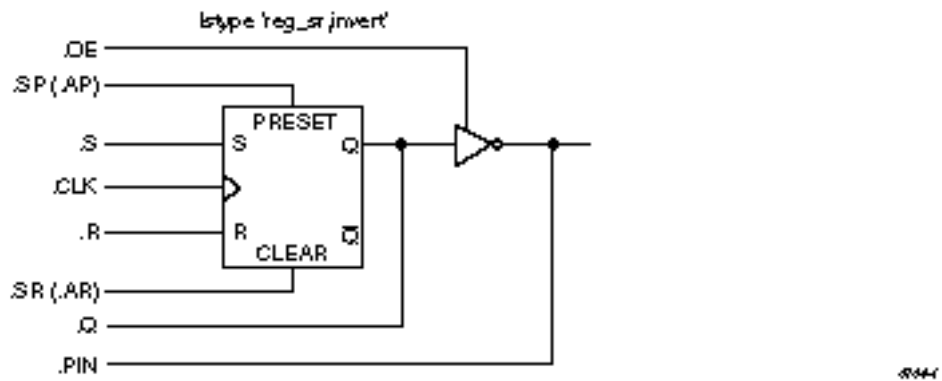 Istype 'reg_sr,invert'
.OE
.SP(.AP)
PRESET
.S
S
Q
.CLK
.R
R
Q̅
CLEAR
.SR(.AR)
.Q
.PIN